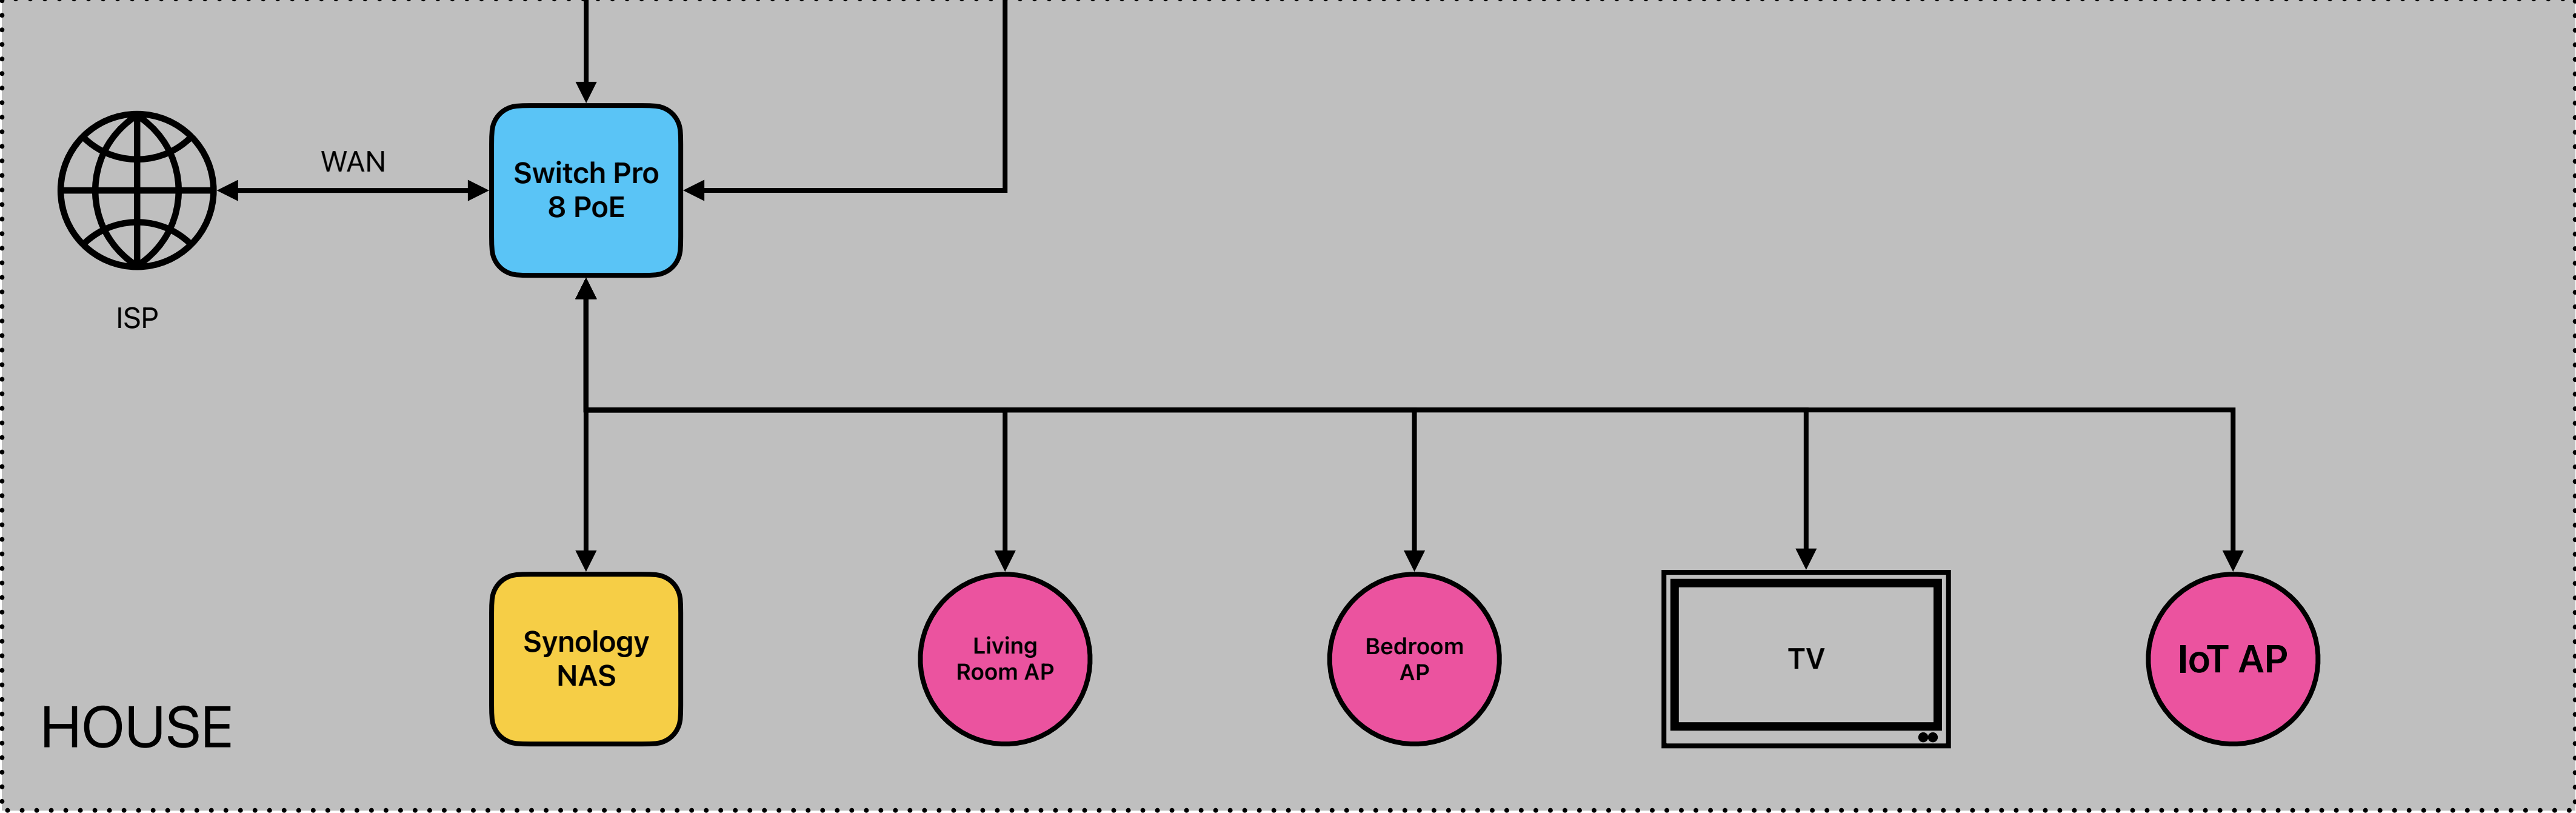 WAN
Switch Pro
8 PoE
ISP
Synology
NAS
Living
Room AP
Bedroom
AP
TV
IoT AP
HOUSE